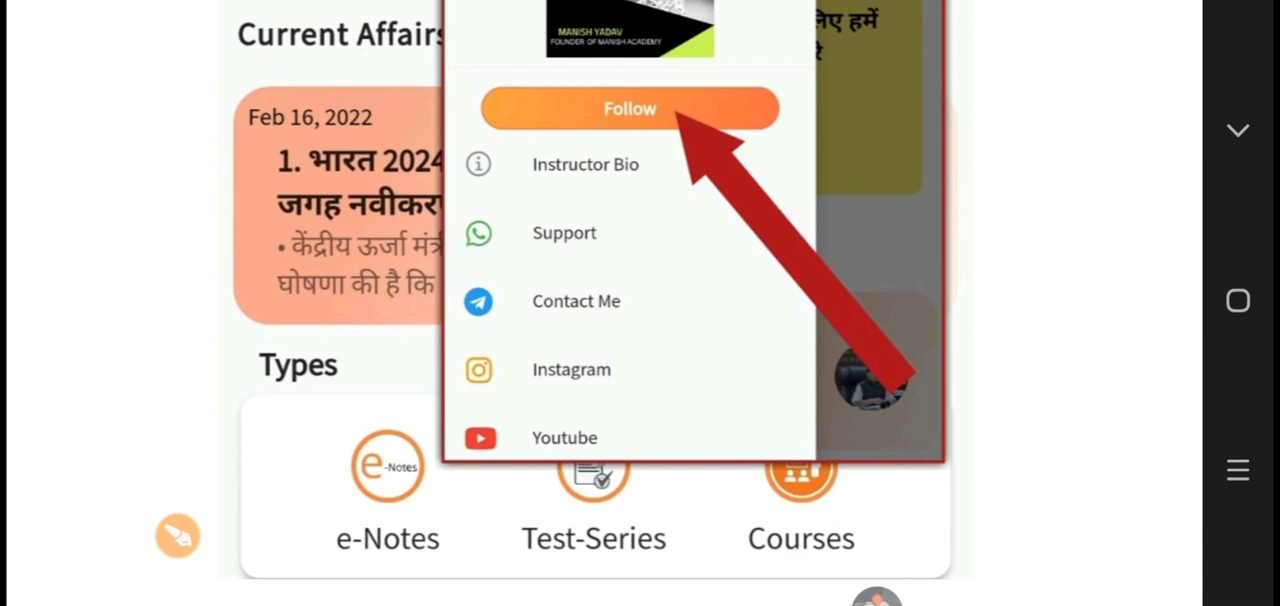 Current Affairs
Feb 16, 2022
1. भारत 2024
जगह नवीकर
• केंद्रीय ऊर्जा मंत्र
घोषणा की है कि
Types
MANISH YADAV
FOUNDER OF MANISH ACADEMY
Follow
Instructor Bio
Support
Contact Me
Instagram
Youtube
लिए हमें
e-Notes
e-Notes
Test-Series
Courses